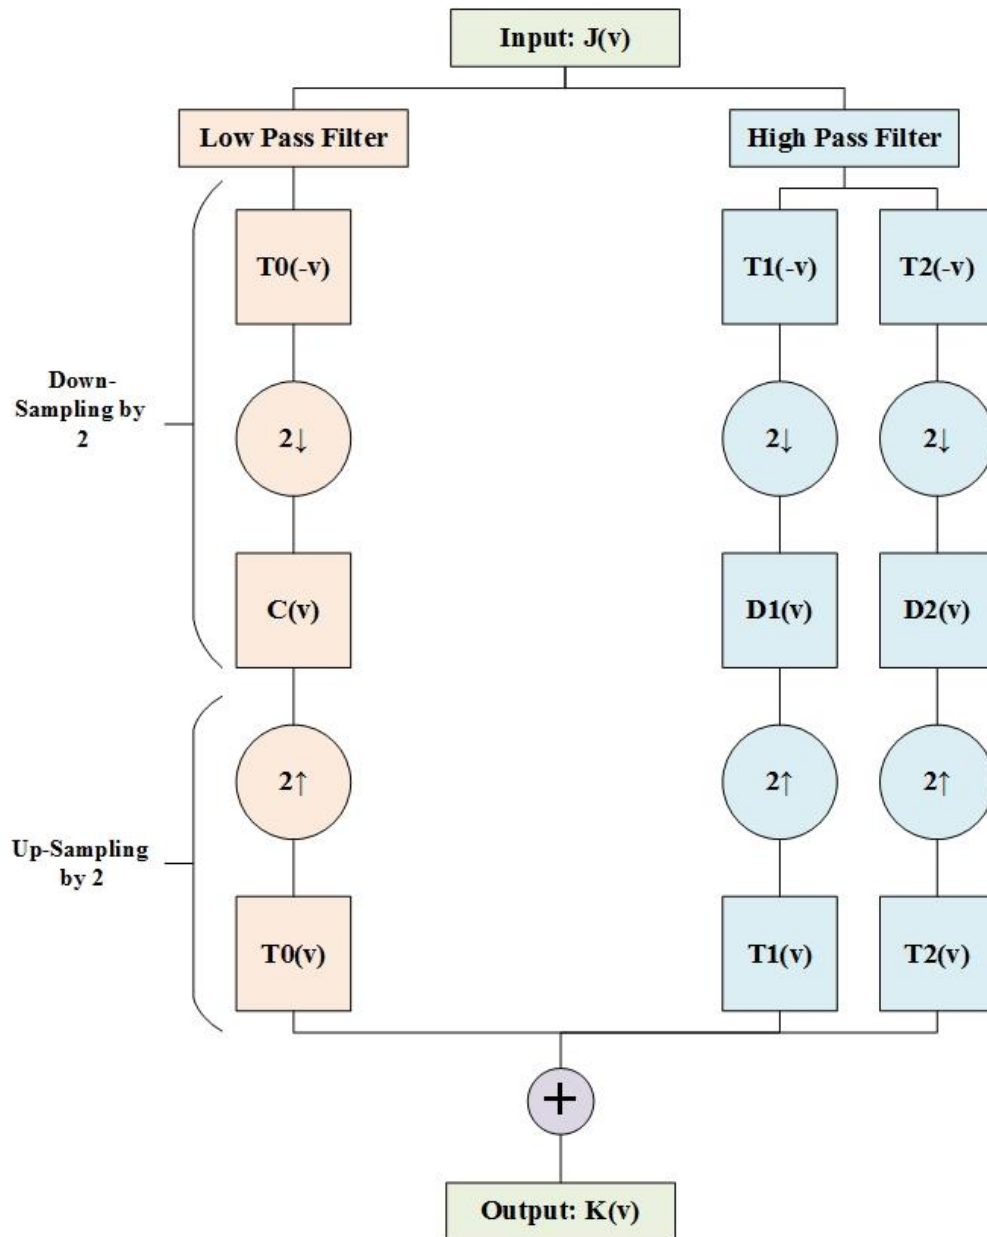 Input: J(v)
Low Pass Filter
High Pass Filter
T0(-v)
T1(-v)
T2(-v)
Down-
Sampling by
2
2↓
2↓
2↓
C(v)
D1(v)
D2(v)
2↑
2↑
2↑
Up-Sampling
by 2
T0(v)
T1(v)
T2(v)
+
Output: K(v)